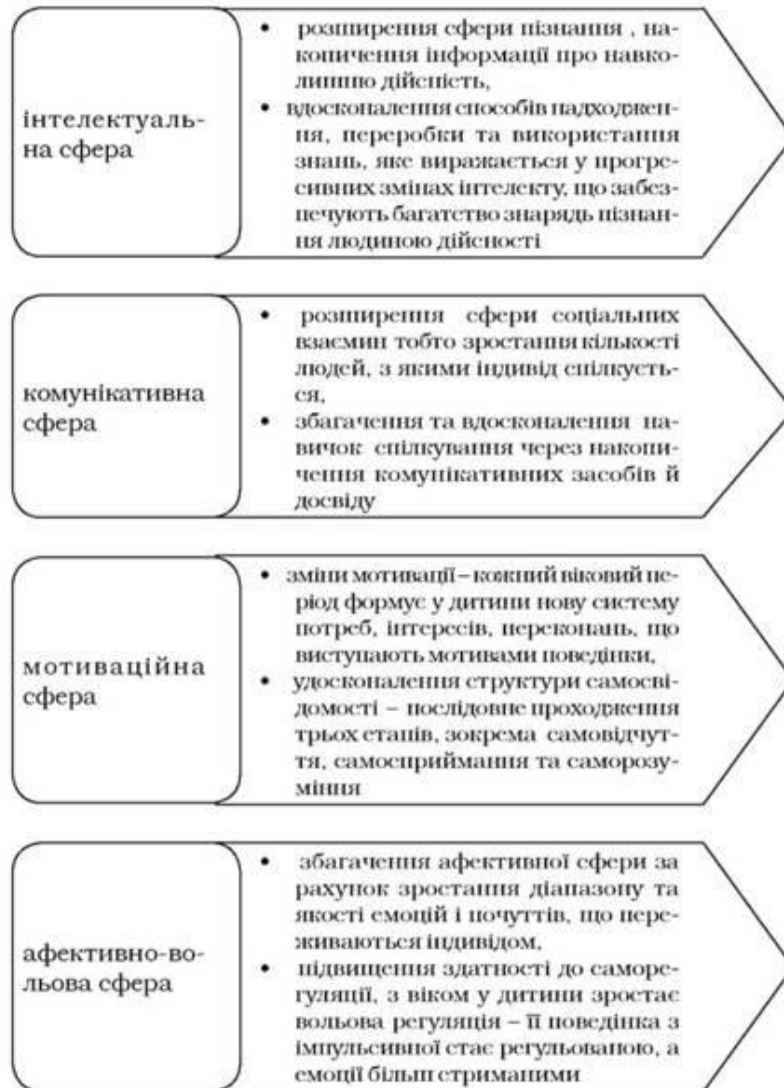 інтелектуаль-
на сфера
• розширення сфери пізнання , на-
копичення інформації про навко-
лишню дійсність,
• вдосконалення способів надходжен-
ня, переробки та використання
знань, яке виражається у прогре-
сивних змінах інтелекту, що забез-
печують багатство знарядь пізнан-
ня людиною дійсності
комунікативна
сфера
• розширення сфери соціальних
взаємин тобто зростання кількості
людей, з якими індивід спілкуєть-
ся,
• збагачення та вдосконалення на-
вичок спілкування через накопи-
чення комунікативних засобів й
досвіду
мотиваційна
сфера
• зміни мотивації – кожний віковий пе-
ріод формує у дитини нову систему
потреб, інтересів, переконань, що
виступають мотивами поведінки,
• удосконалення структури самосві-
домості – послідовне проходження
трьох етапів, зокрема самовідчут-
тя, самосприймання та саморозу-
міння
афективно-во-
льова сфера
• збагачення афективної сфери за
рахунок зростання діапазону та
якості емоцій і почуттів, що пере-
живаються індивідом,
• підвищення здатності до саморе-
гуляції, з віком у дитини зростає
вольова регуляція – її поведінка з
імпульсивної стає регульованою, а
емоції більш стриманими